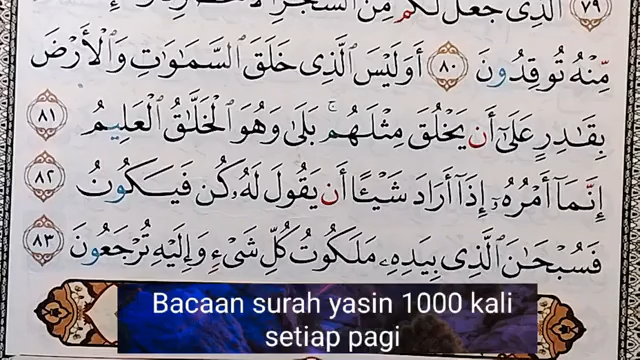 ٱلَّذِى جَعَلَ لَكُم مِّنَ ٱلشَّجَرِ ٧٩
مِّنْهُ تُوقِدُونَ ٨٠ أَوَلَيْسَ ٱلَّذِى خَلَقَ ٱلسَّمَـٰوَٰتِ وَٱلْأَرْضَ
بِقَـٰدِرٍ عَلَىٰٓ أَن يَخْلُقَ مِثْلَهُم ۚ بَلَىٰ وَهُوَ ٱلْخَلَّـٰقُ ٱلْعَلِيمُ ٨١
إِنَّمَآ أَمْرُهُۥٓ إِذَآ أَرَادَ شَيْـًٔا أَن يَقُولَ لَهُۥ كُن فَيَكُونُ ٨٢
فَسُبْحَـٰنَ ٱلَّذِى بِيَدِهِۦ مَلَكُوتُ كُلِّ شَىْءٍ وَإِلَيْهِ تُرْجَعُونَ ٨٣
Bacaan surah yasin 1000 kali
setiap pagi